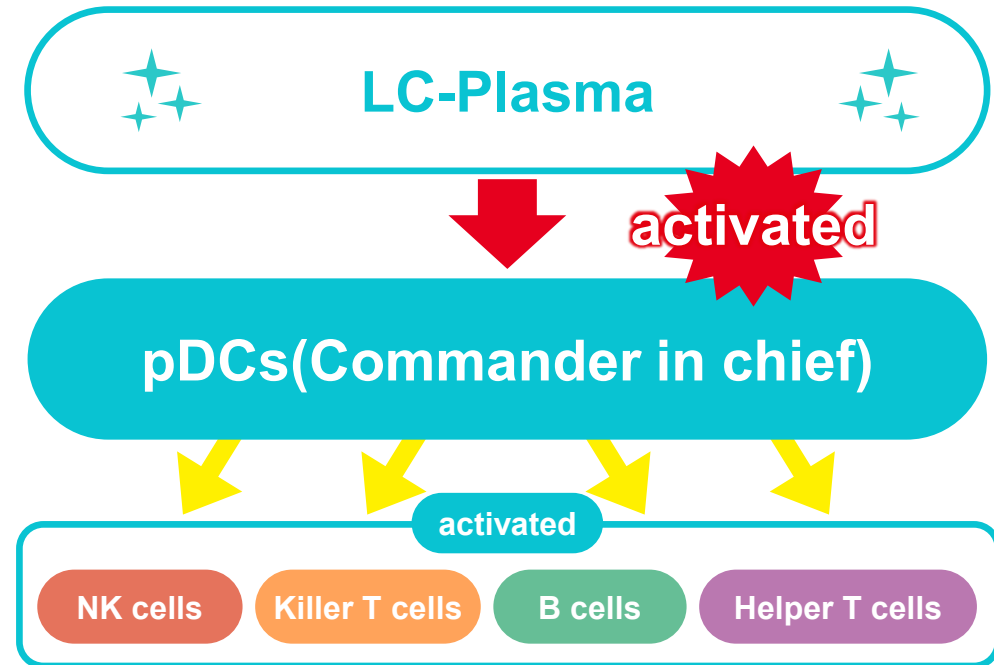 LC-Plasma
activated
pDCs(Commander in chief)
activated
NK cells
Killer T cells
B cells
Helper T cells